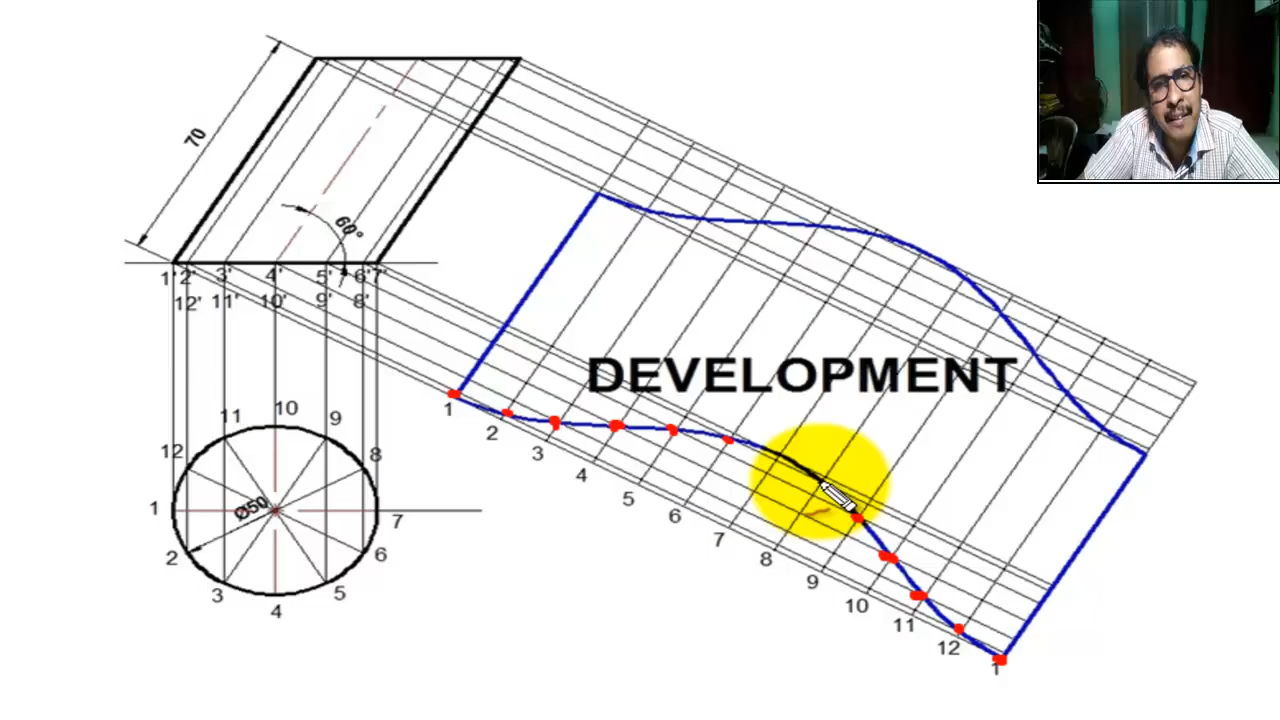 70
60°
1' 2' 3' 4' 5' 6' 7'
12' 11' 10' 9' 8'
DEVELOPMENT
1 2 3 4 5 6 7 8 9 10 11 12 1
10
11 9
12 8
Ø50
1 7
2 6
3 5
4